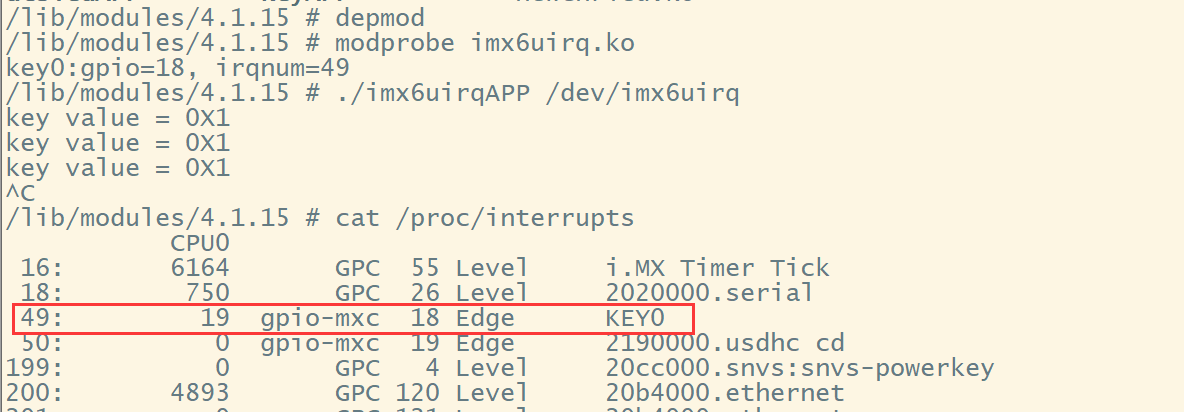 /lib/modules/4.1.15 # depmod
/lib/modules/4.1.15 # modprobe imx6uirq.ko
key0:gpio=18, irqnum=49
/lib/modules/4.1.15 # ./imx6uirqAPP /dev/imx6uirq
key value = 0X1
key value = 0X1
key value = 0X1
^C
/lib/modules/4.1.15 # cat /proc/interrupts
CPU0
16: 6164 GPC 55 Level i.MX Timer Tick
18: 750 GPC 26 Level 2020000.serial
49: 19 gpio-mxc 18 Edge KEY0
50: 0 gpio-mxc 19 Edge 2190000.usdhc cd
199: 0 GPC 4 Level 20cc000.snvs:snvs-powerkey
200: 4893 GPC 120 Level 20b4000.ethernet